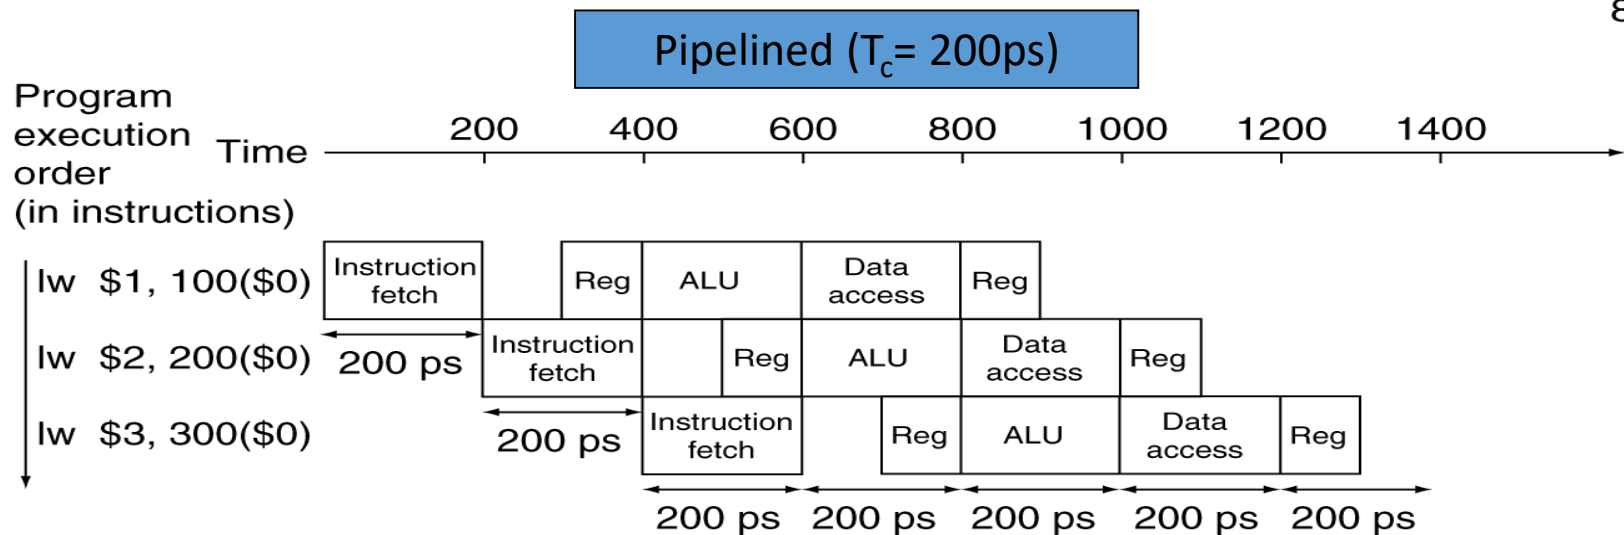 8
Pipelined (Tc= 200ps)
Program
execution
order
(in instructions)
Time
200 400 600 800 1000 1200 1400
lw $1, 100($0)
Instruction
fetch
Reg
ALU
Data
access
Reg
200 ps
lw $2, 200($0)
Instruction
fetch
Reg
ALU
Data
access
Reg
200 ps
lw $3, 300($0)
Instruction
fetch
Reg
ALU
Data
access
Reg
200 ps 200 ps 200 ps 200 ps 200 ps